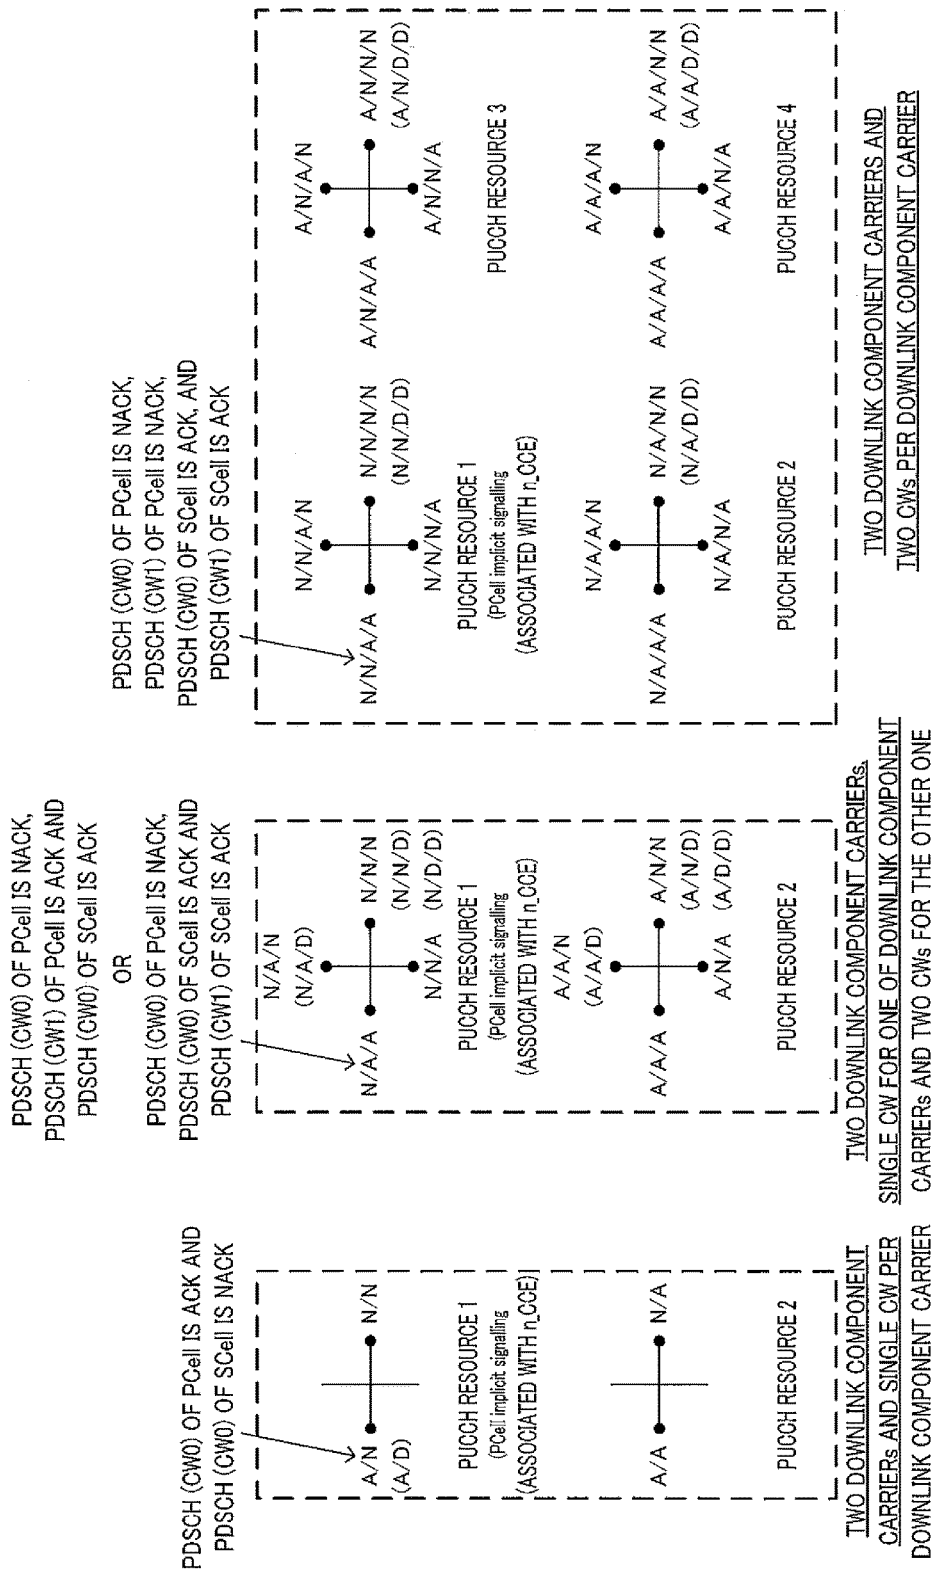 PDSCH (CW0) OF PCell IS ACK AND
PDSCH (CW0) OF SCell IS NACK
A/N
(A/D)
N/N
PUCCH RESOURCE 1
(PCell implicit signalling)
(ASSOCIATED WITH n_CCE)
A/A
N/A
PUCCH RESOURCE 2
TWO DOWNLINK COMPONENT
CARRIERs AND SINGLE CW PER
DOWNLINK COMPONENT CARRIER
PDSCH (CW0) OF PCell IS NACK,
PDSCH (CW1) OF PCell IS ACK AND
PDSCH (CW0) OF SCell IS ACK
OR
PDSCH (CW0) OF PCell IS NACK,
PDSCH (CW0) OF SCell IS ACK AND
PDSCH (CW1) OF SCell IS ACK
N/A/N
(N/A/D)
N/A/A
N/N/N
(N/N/D)
(N/D/D)
N/N/A
PUCCH RESOURCE 1
(PCell implicit signalling)
(ASSOCIATED WITH n_CCE)
A/A/N
(A/A/D)
A/A/A
A/N/N
(A/N/D)
(A/D/D)
A/N/A
PUCCH RESOURCE 2
TWO DOWNLINK COMPONENT CARRIERs,
SINGLE CW FOR ONE OF DOWNLINK COMPONENT
CARRIERs AND TWO CWs FOR THE OTHER ONE
PDSCH (CW0) OF PCell IS NACK,
PDSCH (CW1) OF PCell IS NACK,
PDSCH (CW0) OF SCell IS ACK, AND
PDSCH (CW1) OF SCell IS ACK
N/N/A/N
N/N/A/A
N/N/N/N
(N/N/D/D)
N/N/N/A
PUCCH RESOURCE 1
(PCell implicit signalling)
(ASSOCIATED WITH n_CCE)
A/N/A/N
A/N/A/A
A/N/N/N
(A/N/D/D)
A/N/N/A
PUCCH RESOURCE 3
N/A/A/N
N/A/A/A
N/A/N/N
(N/A/D/D)
N/A/N/A
PUCCH RESOURCE 2
A/A/A/N
A/A/A/A
A/A/N/N
(A/A/D/D)
A/A/N/A
PUCCH RESOURCE 4
TWO DOWNLINK COMPONENT CARRIERs AND
TWO CWs PER DOWNLINK COMPONENT CARRIER